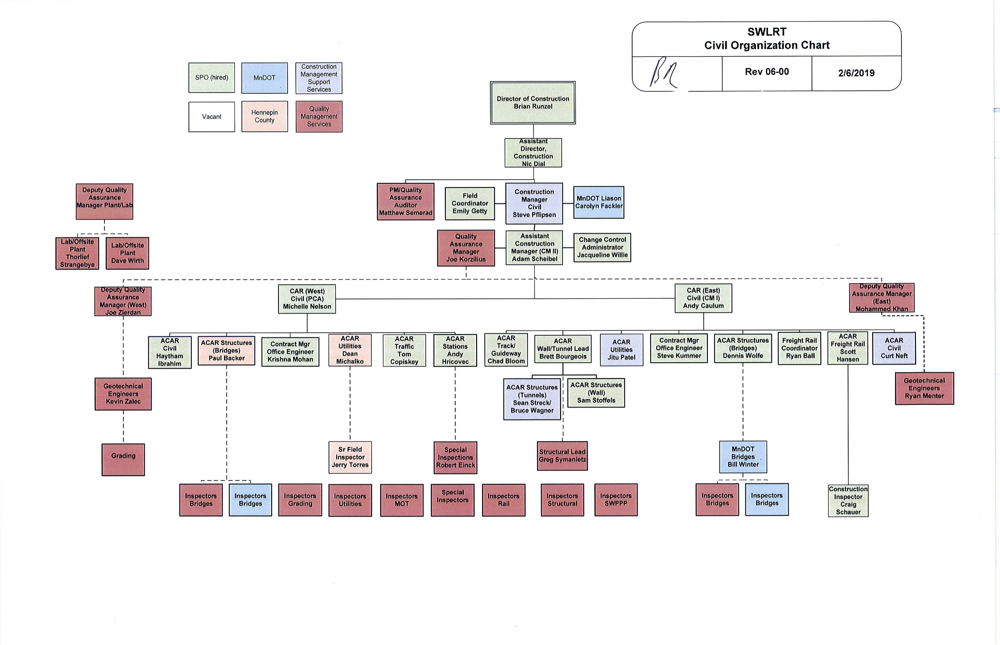 SWLRT
Civil Organization Chart
BR
Rev 06-00
2/6/2019
SPO (hired)
MnDOT
Construction
Management
Support
Services
Vacant
Hennepin
County
Quality
Management
Services
Director of Construction
Brian Runzel
Assistant
Director,
Construction
Nic Dial
Deputy Quality
Assurance
Manager Plant/Lab
PM/Quality
Assurance
Auditor
Matthew Semerad
Field
Coordinator
Emily Getty
Construction
Manager
Civil
Steve Pflipsen
MnDOT Liason
Carolyn Fackler
Lab/Offsite
Plant
Thorlief
Strangebye
Lab/Offsite
Plant
Dave Wirth
Quality
Assurance
Manager
Joe Korzilius
Assistant
Construction
Manager (CM II)
Adam Scheibel
Change Control
Administrator
Jacqueline Willie
Deputy Quality
Assurance
Manager (West)
Joe Zierdan
CAR (West)
Civil (PCA)
Michelle Nelson
CAR (East)
Civil (CM I)
Andy Caulum
Deputy Quality
Assurance Manager
(East)
Mohammed Khan
ACAR
Civil
Haytham
Ibrahim
ACAR Structures
(Bridges)
Paul Backer
Contract Mgr
Office Engineer
Krishna Mohan
ACAR
Utilities
Dean
Michalko
ACAR
Traffic
Tom
Copiskey
ACAR
Stations
Andy
Hricovec
ACAR
Track/
Guideway
Chad Bloom
ACAR
Wall/Tunnel Lead
Brett Bourgeois
ACAR
Utilities
Jitu Patel
Contract Mgr
Office Engineer
Steve Kummer
ACAR Structures
(Bridges)
Dennis Wolfe
Freight Rail
Coordinator
Ryan Ball
ACAR
Freight Rail
Scott
Hansen
ACAR
Civil
Curt Neft
Geotechnical
Engineers
Kevin Zalec
ACAR Structures
(Tunnels)
Sean Streck/
Bruce Wagner
ACAR Structures
(Wall)
Sam Stoffels
Geotechnical
Engineers
Ryan Menter
Grading
Sr Field
Inspector
Jerry Torres
Special
Inspections
Robert Einck
Structural Lead
Greg Symanietz
MnDOT
Bridges
Bill Winter
Inspectors
Bridges
Inspectors
Bridges
Inspectors
Grading
Inspectors
Utilities
Inspectors
MOT
Special
Inspectors
Inspectors
Rail
Inspectors
Structural
Inspectors
SWPPP
Inspectors
Bridges
Inspectors
Bridges
Construction
Inspector
Craig
Schauer